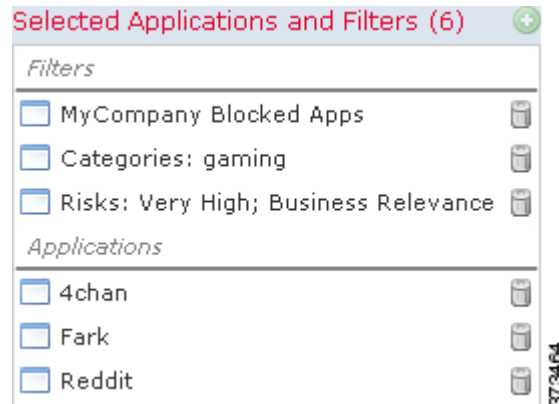 Selected Applications and Filters (6)
Filters
MyCompany Blocked Apps
Categories: gaming
Risks: Very High; Business Relevance
Applications
4chan
Fark
Reddit
373464